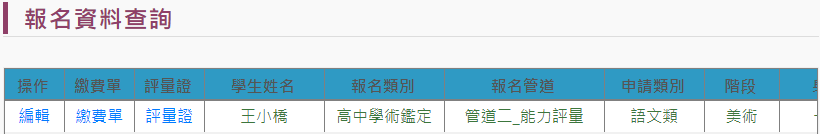 報名資料查詢
操作 繳費單 評量證 學生姓名 報名類別 報名管道 申請類別 階段
編輯 繳費單 評量證 王小橋 高中學術鑑定 管道二_能力評量 語文類 美術